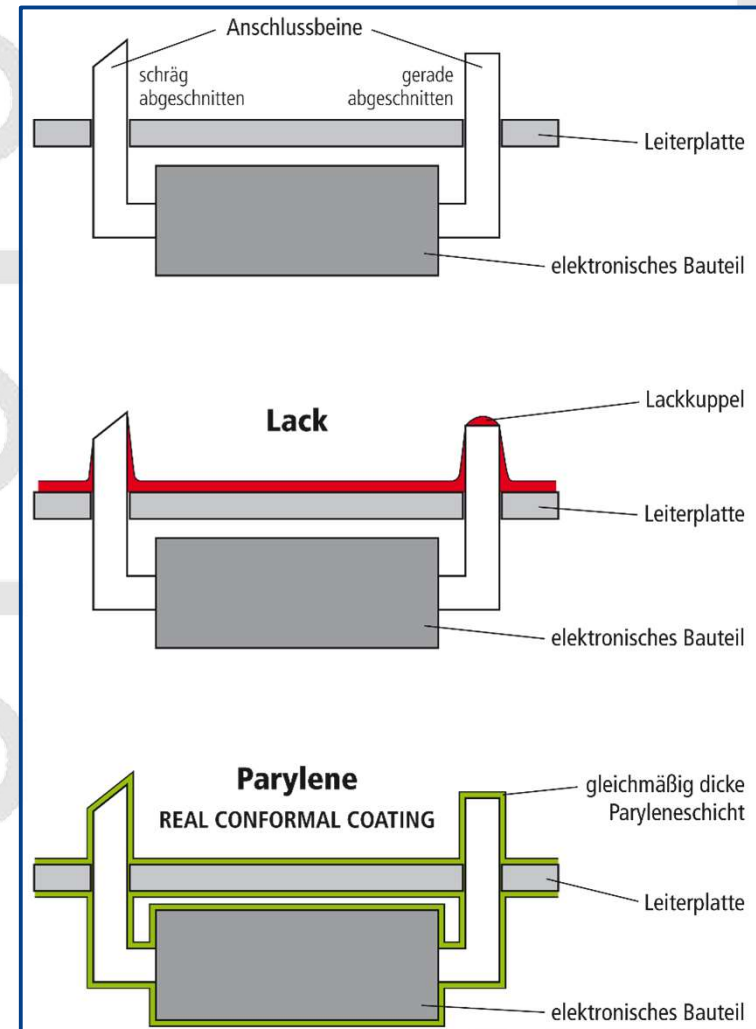 Anschlussbeine
schräg
abgeschnitten
gerade
abgeschnitten
Leiterplatte
elektronisches Bauteil
Lack
Lackkuppel
Leiterplatte
elektronisches Bauteil
Parylene
REAL CONFORMAL COATING
gleichmäßig dicke
Paryleneschicht
Leiterplatte
elektronisches Bauteil